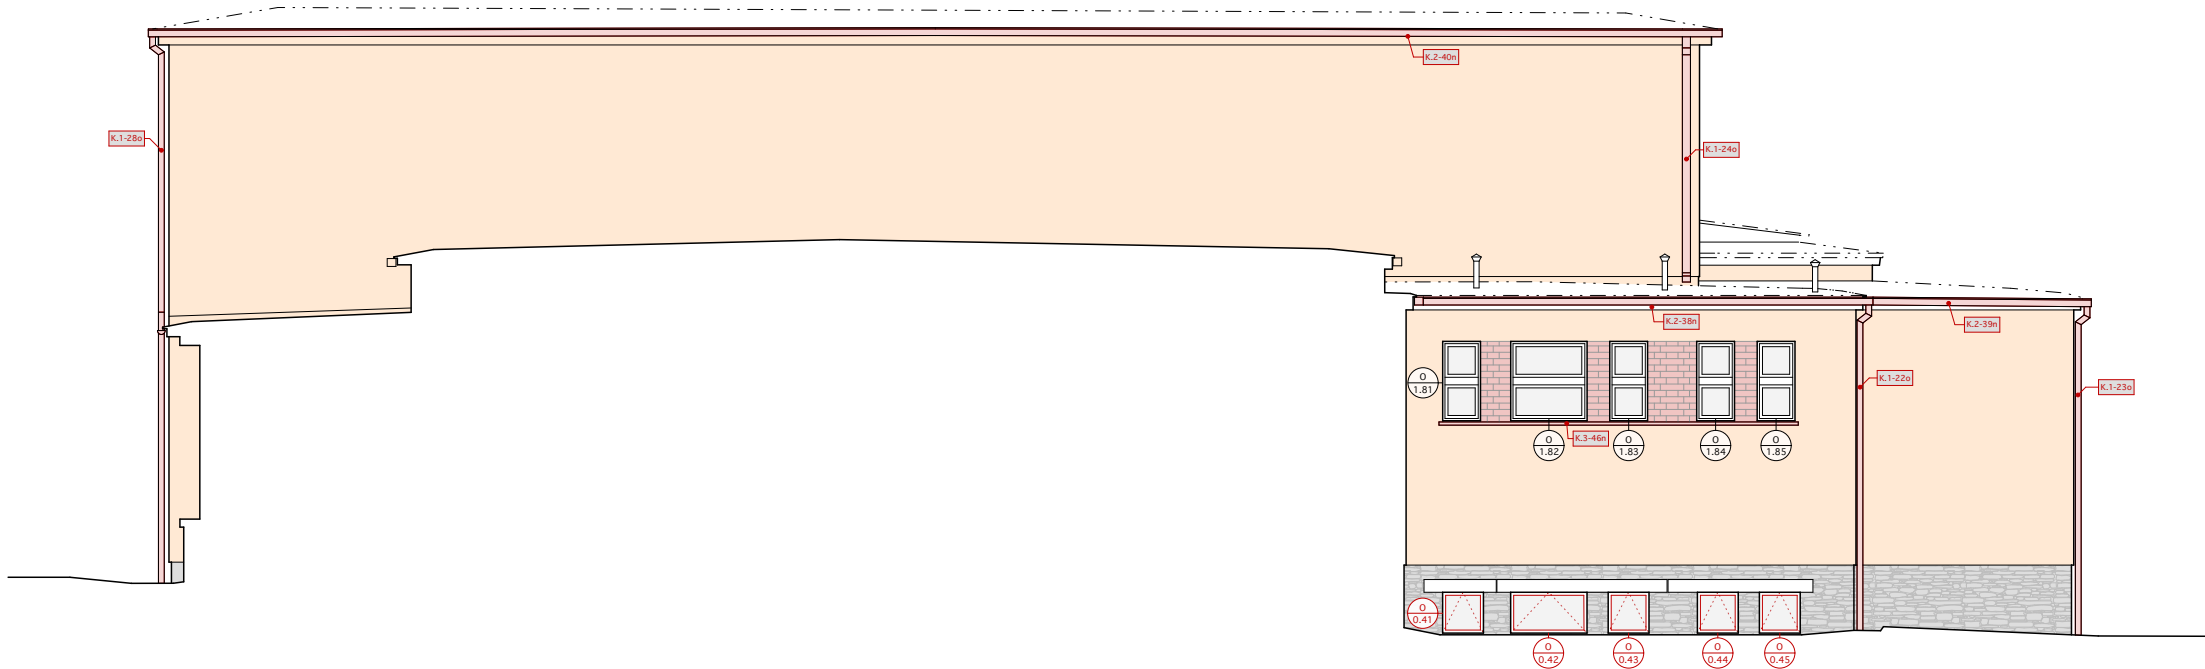 K.2-40n
K.1-28o
K.1-24o
K.2-38n
K.2-39n
O
1.81
K.1-22o
K.1-23o
K.3-46n
O
1.82
O
1.83
O
1.84
O
1.85
O
0.41
O
0.42
O
0.43
O
0.44
O
0.45